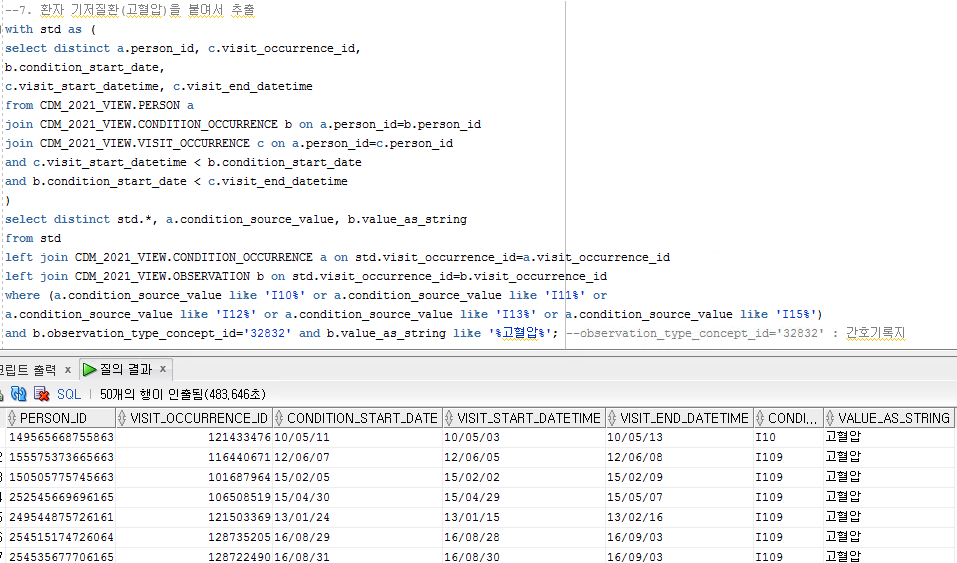 --7. 환자 기저질환(고혈압)을 붙여서 추출
with std as (
select distinct a.person_id, c.visit_occurrence_id,
b.condition_start_date,
c.visit_start_datetime, c.visit_end_datetime
from CDM_2021_VIEW.PERSON a
join CDM_2021_VIEW.CONDITION_OCCURRENCE b on a.person_id=b.person_id
join CDM_2021_VIEW.VISIT_OCCURRENCE c on a.person_id=c.person_id
and c.visit_start_datetime < b.condition_start_date
and b.condition_start_date < c.visit_end_datetime
)
select distinct std.*, a.condition_source_value, b.value_as_string
from std
left join CDM_2021_VIEW.CONDITION_OCCURRENCE a on std.visit_occurrence_id=a.visit_occurrence_id
left join CDM_2021_VIEW.OBSERVATION b on std.visit_occurrence_id=b.visit_occurrence_id
where (a.condition_source_value like 'I10%' or a.condition_source_value like 'I11%' or
a.condition_source_value like 'I12%' or a.condition_source_value like 'I13%' or a.condition_source_value like 'I15%')
and b.observation_type_concept_id='32832' and b.value_as_string like '%고혈압%'; --observation_type_concept_id='32832' : 간호기록지
크립트 출력 x 질의 결과 x
SQL | 50개의 행이 인출됨(483,646초)
PERSON_ID VISIT_OCCURRENCE_ID CONDITION_START_DATE VISIT_START_DATETIME VISIT_END_DATETIME CONDI... VALUE_AS_STRING
149565668755863 121433476 10/05/11 10/05/03 10/05/13 I10 고혈압
2 155575373665663 116440671 12/06/07 12/06/05 12/06/08 I109 고혈압
3 150505775745663 101687964 15/02/05 15/02/02 15/02/09 I109 고혈압
4 252545669696165 106508519 15/04/30 15/04/29 15/05/07 I109 고혈압
5 249544875726161 121503369 13/01/24 13/01/15 13/02/16 I109 고혈압
6 254515174726064 128735205 16/08/29 16/08/28 16/09/03 I109 고혈압
7 254535677706165 128722490 16/08/31 16/08/30 16/09/03 I109 고혈압